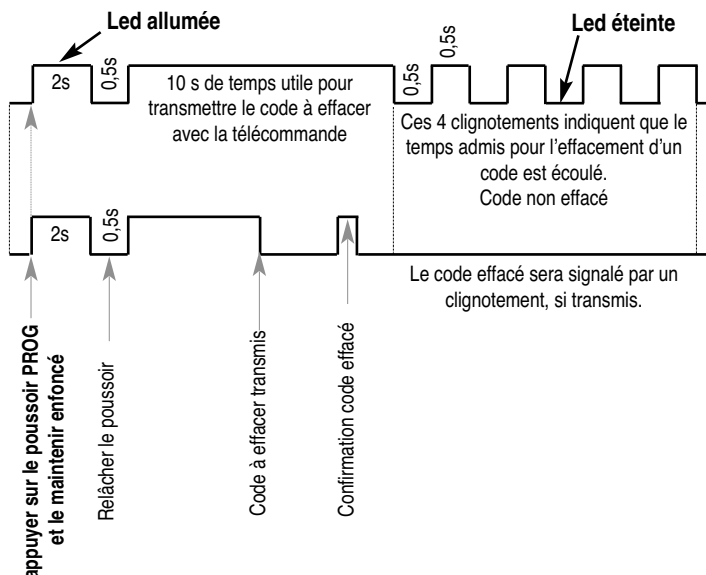 Led allumée
Led éteinte
2s
0,5s
10 s de temps utile pour
transmettre le code à effacer
avec la télécommande
0,5s
0,5s
Ces 4 clignotements indiquent que le
temps admis pour l'effacement d'un
code est écoulé.
Code non effacé
2s
0,5s
Le code effacé sera signalé par un
clignotement, si transmis.
appuyer sur le poussoir PROG
et le maintenir enfoncé
Relâcher le poussoir
Code à effacer transmis
Confirmation code effacé